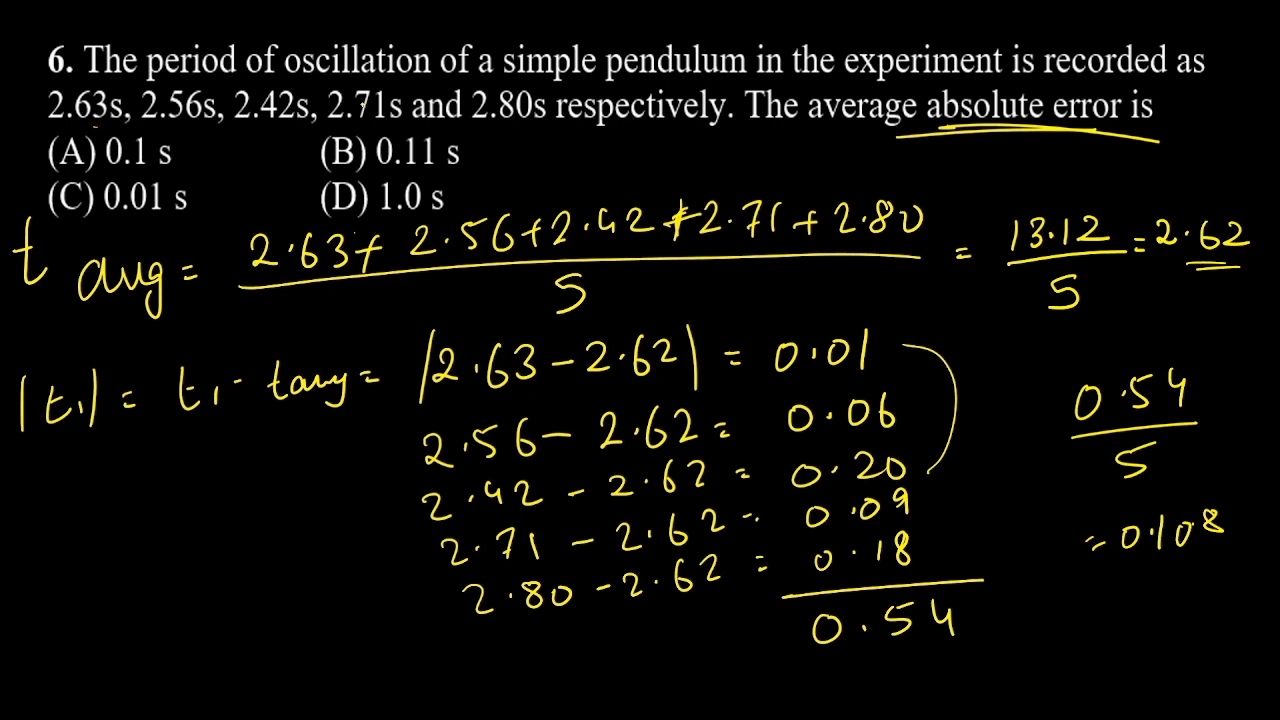 6. The period of oscillation of a simple pendulum in the experiment is recorded as
2.63s, 2.56s, 2.42s, 2.71s and 2.80s respectively. The average absolute error is
(A) 0.1 s (B) 0.11 s
(C) 0.01 s (D) 1.0 s
t avg = 2.63 + 2.56 + 2.42 + 2.71 + 2.80 / 5 = 13.12 / 5 = 2.62
|t₁| = t₁ - tavg = |2.63 - 2.62| = 0.01
2.56 - 2.62 = 0.06
2.42 - 2.62 = 0.20
2.71 - 2.62 = 0.09
2.80 - 2.62 = 0.18
0.54
0.54 / 5
= 0.108